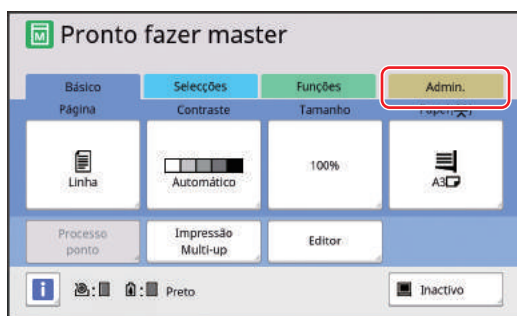 Pronto fazer master
Básico Selecções Funções Admin.
Página Contraste Tamanho
Linha Automático 100% A3
Processo ponto Impressão Multi-up Editor
Preto Inactivo